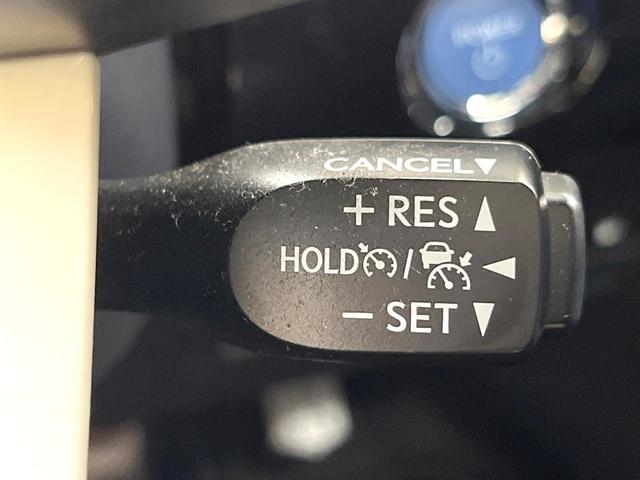 CANCEL▼
+ RES ▲
HOLD / ◀
− SET ▼